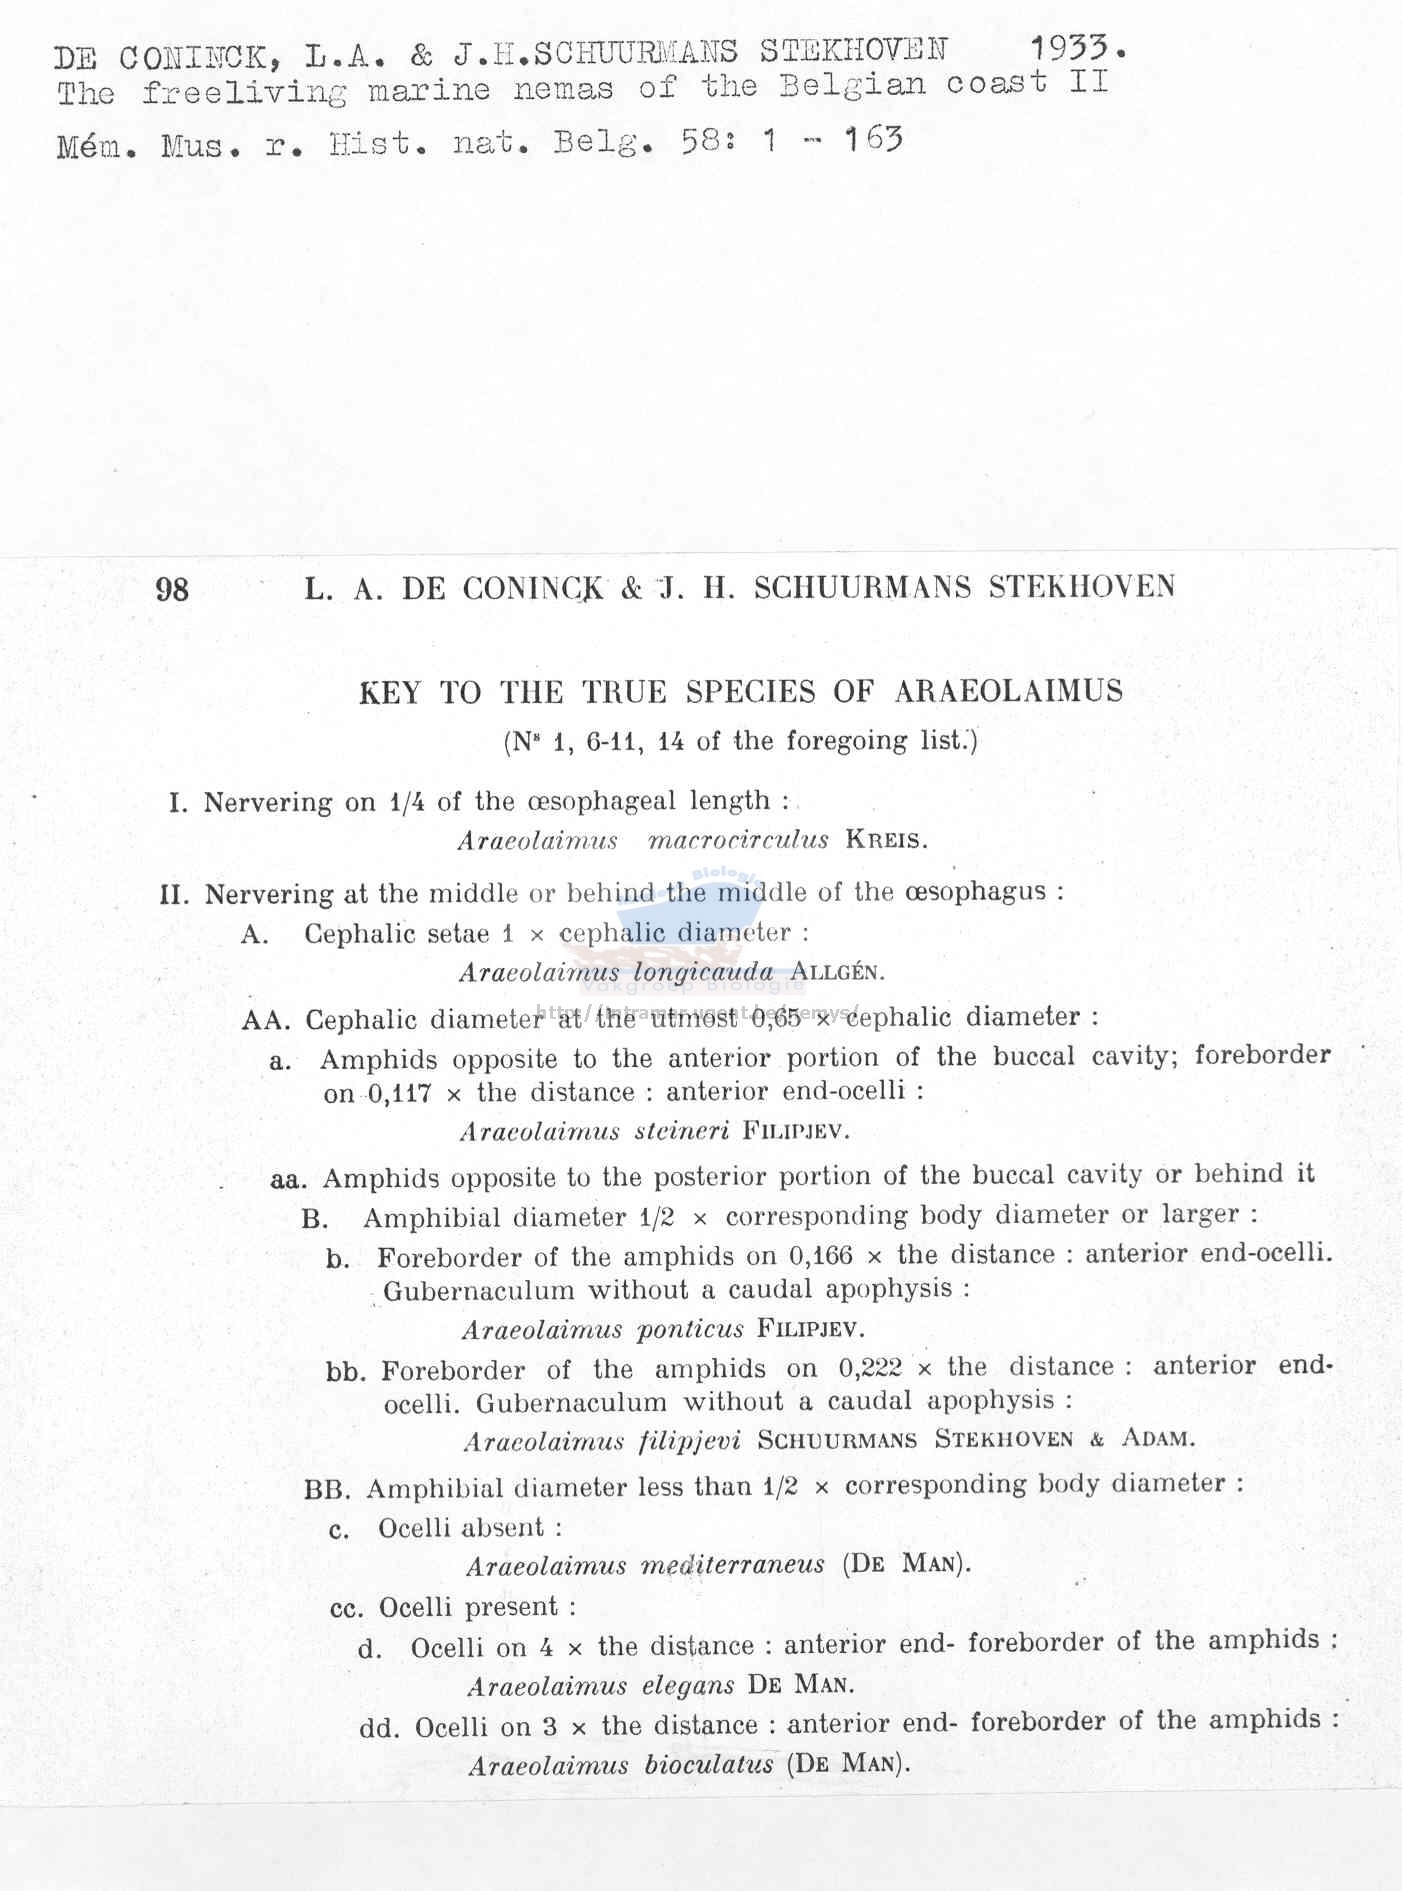 DE CONINCK, L.A. & J.H.SCHUURMANS STEKHOVEN 1933.
The freeliving marine nemas of the Belgian coast II
Mém. Mus. r. Hist. nat. Belg. 58: 1 - 163
98 L. A. DE CONINCK & J. H. SCHUURMANS STEKHOVEN
KEY TO THE TRUE SPECIES OF ARAEOLAIMUS
(Nˢ 1, 6-11, 14 of the foregoing list.)
I. Nervering on 1/4 of the œsophageal length :
Araeolaimus macrocirculus KREIS.
II. Nervering at the middle or behind the middle of the œsophagus :
A. Cephalic setae 1 × cephalic diameter :
Araeolaimus longicauda ALLGÉN.
AA. Cephalic diameter at the utmost 0,65 × cephalic diameter :
a. Amphids opposite to the anterior portion of the buccal cavity; foreborder
on 0,117 × the distance : anterior end-ocelli :
Araeolaimus steineri FILIPJEV.
aa. Amphids opposite to the posterior portion of the buccal cavity or behind it
B. Amphibial diameter 1/2 × corresponding body diameter or larger :
b. Foreborder of the amphids on 0,166 × the distance : anterior end-ocelli.
Gubernaculum without a caudal apophysis :
Araeolaimus ponticus FILIPJEV.
bb. Foreborder of the amphids on 0,222 × the distance : anterior end-
ocelli. Gubernaculum without a caudal apophysis :
Araeolaimus filipjevi SCHUURMANS STEKHOVEN & ADAM.
BB. Amphibial diameter less than 1/2 × corresponding body diameter :
c. Ocelli absent :
Araeolaimus mediterraneus (DE MAN).
cc. Ocelli present :
d. Ocelli on 4 × the distance : anterior end- foreborder of the amphids :
Araeolaimus elegans DE MAN.
dd. Ocelli on 3 × the distance : anterior end- foreborder of the amphids :
Araeolaimus bioculatus (DE MAN).
Biologie
Vakgroep Biologie